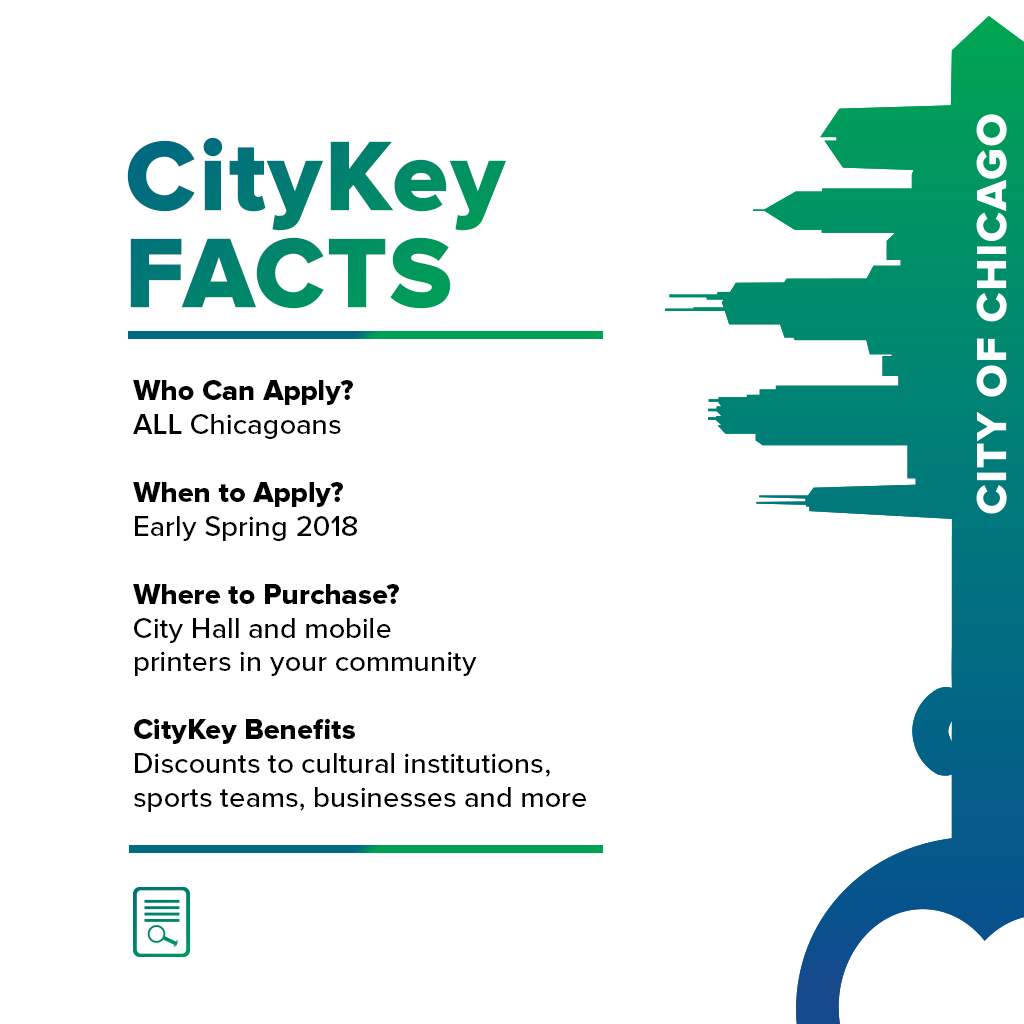 CityKey
FACTS
Who Can Apply?
ALL Chicagoans
When to Apply?
Early Spring 2018
Where to Purchase?
City Hall and mobile
printers in your community
CityKey Benefits
Discounts to cultural institutions,
sports teams, businesses and more
CITY OF CHICAGO